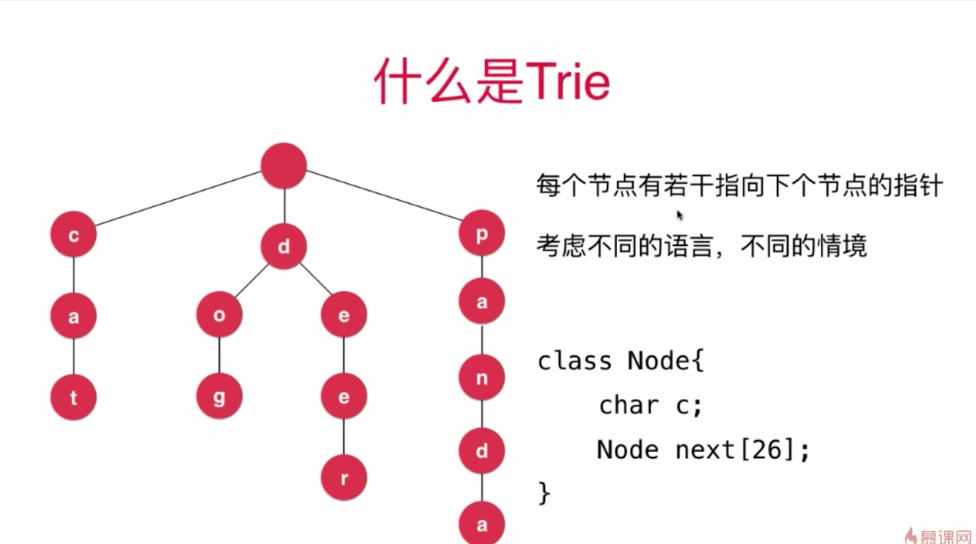 什么是Trie
每个节点有若干指向下个节点的指针
考虑不同的语言，不同的情境
c
d
p
a
o
e
a
t
g
e
n
r
d
a
class Node{
char c;
Node next[26];
}
慕课网